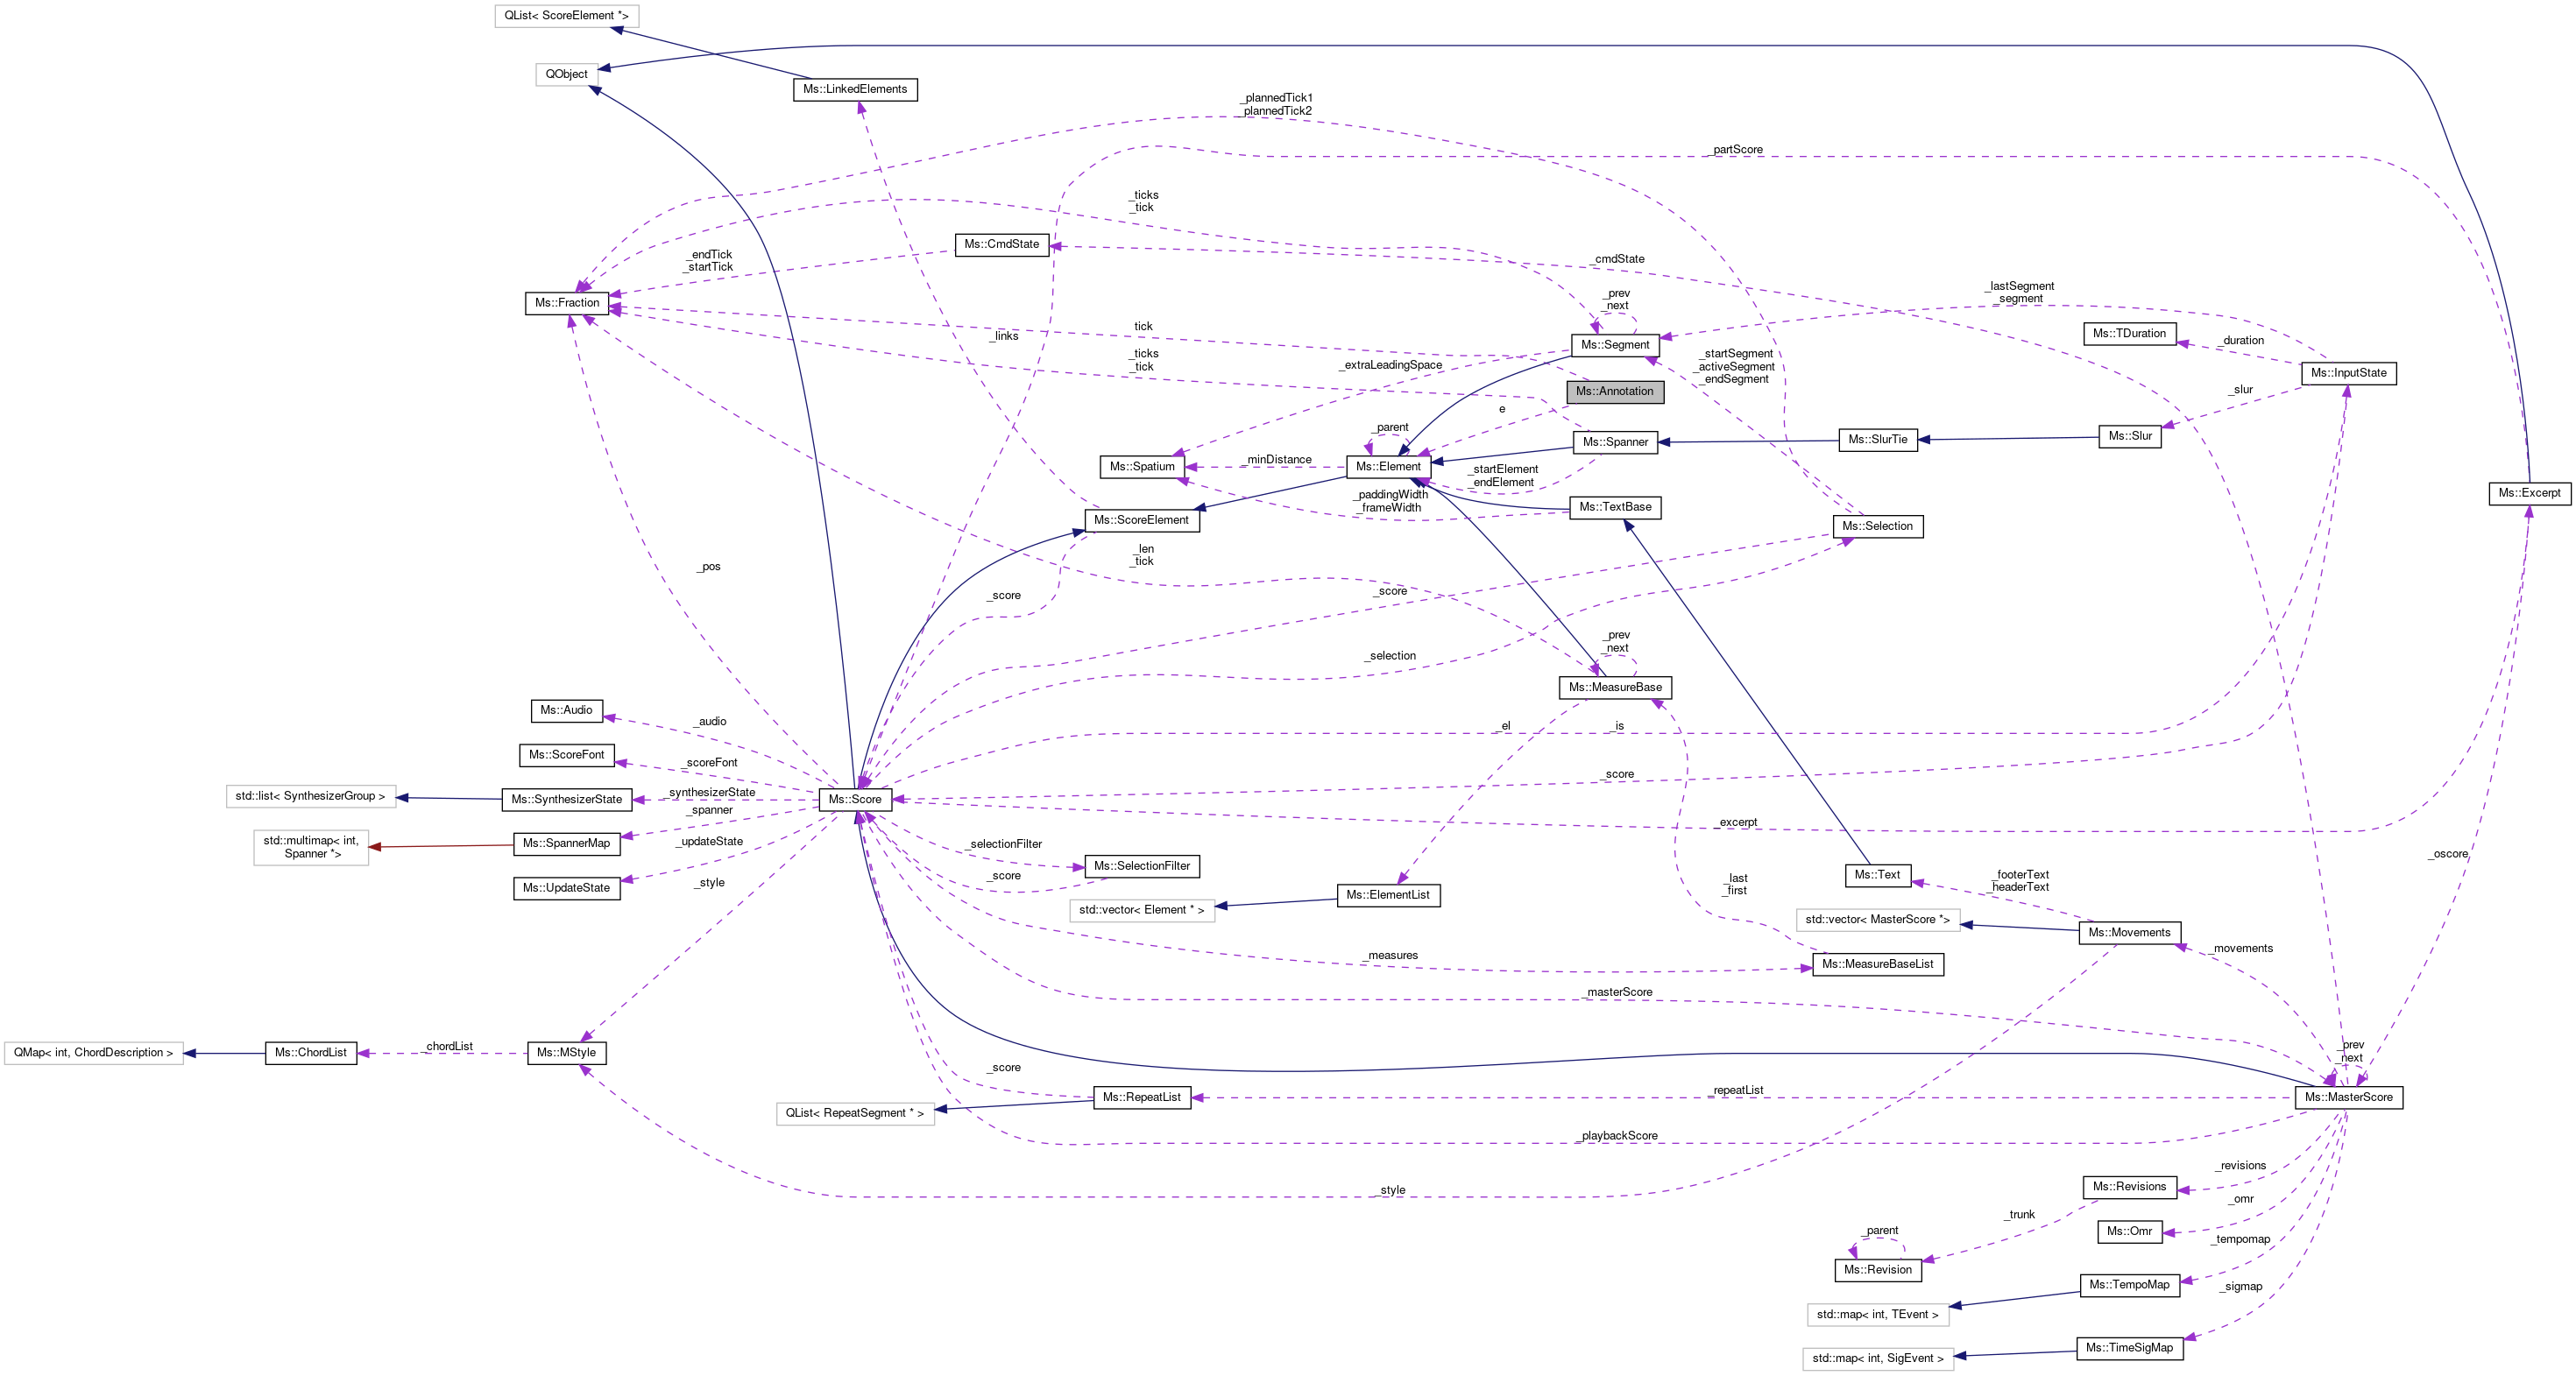 QList< ScoreElement *>
QObject
Ms::LinkedElements
_plannedTick1
_plannedTick2
_partScore
_ticks
_tick
Ms::CmdState
_endTick
_startTick
_cmdState
Ms::Fraction
_lastSegment
_segment
_prev
_next
Ms::TDuration
_duration
tick
_links
Ms::Segment
_startSegment
_activeSegment
_endSegment
_ticks
_tick
_extraLeadingSpace
Ms::InputState
Ms::Annotation
_slur
e
_parent
Ms::Spanner
Ms::SlurTie
Ms::Slur
Ms::Spatium
_minDistance
Ms::Element
_startElement
_endElement
Ms::Excerpt
_paddingWidth
_frameWidth
Ms::TextBase
Ms::ScoreElement
Ms::Selection
_len
_tick
_pos
_score
_score
_prev
_next
_selection
Ms::MeasureBase
Ms::Audio
_audio
_el
_is
Ms::ScoreFont
_scoreFont
_score
std::list< SynthesizerGroup >
Ms::SynthesizerState
_synthesizerState
Ms::Score
_spanner
_excerpt
std::multimap< int,
Spanner *>
Ms::SpannerMap
_updateState
_selectionFilter
Ms::SelectionFilter
_oscore
Ms::UpdateState
_style
_score
Ms::ElementList
_last
_first
Ms::Text
_footerText
_headerText
std::vector< Element * >
std::vector< MasterScore *>
Ms::Movements
_movements
_measures
Ms::MeasureBaseList
_masterScore
QMap< int, ChordDescription >
Ms::ChordList
_chordList
Ms::MStyle
_prev
_next
_score
Ms::RepeatList
_repeatList
Ms::MasterScore
QList< RepeatSegment * >
_playbackScore
_revisions
_style
Ms::Revisions
_omr
_trunk
_parent
Ms::Omr
_tempomap
Ms::Revision
Ms::TempoMap
_sigmap
std::map< int, TEvent >
Ms::TimeSigMap
std::map< int, SigEvent >